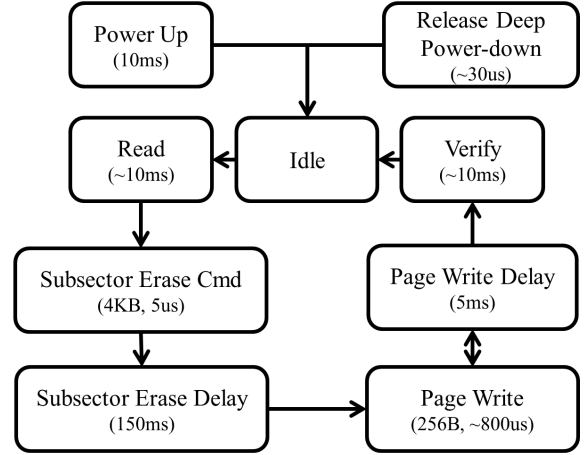 Power Up
(10ms)
Release Deep
Power-down
(~30us)
Read
(~10ms)
Idle
Verify
(~10ms)
Subsector Erase Cmd
(4KB, 5us)
Page Write Delay
(5ms)
Subsector Erase Delay
(150ms)
Page Write
(256B, ~800us)